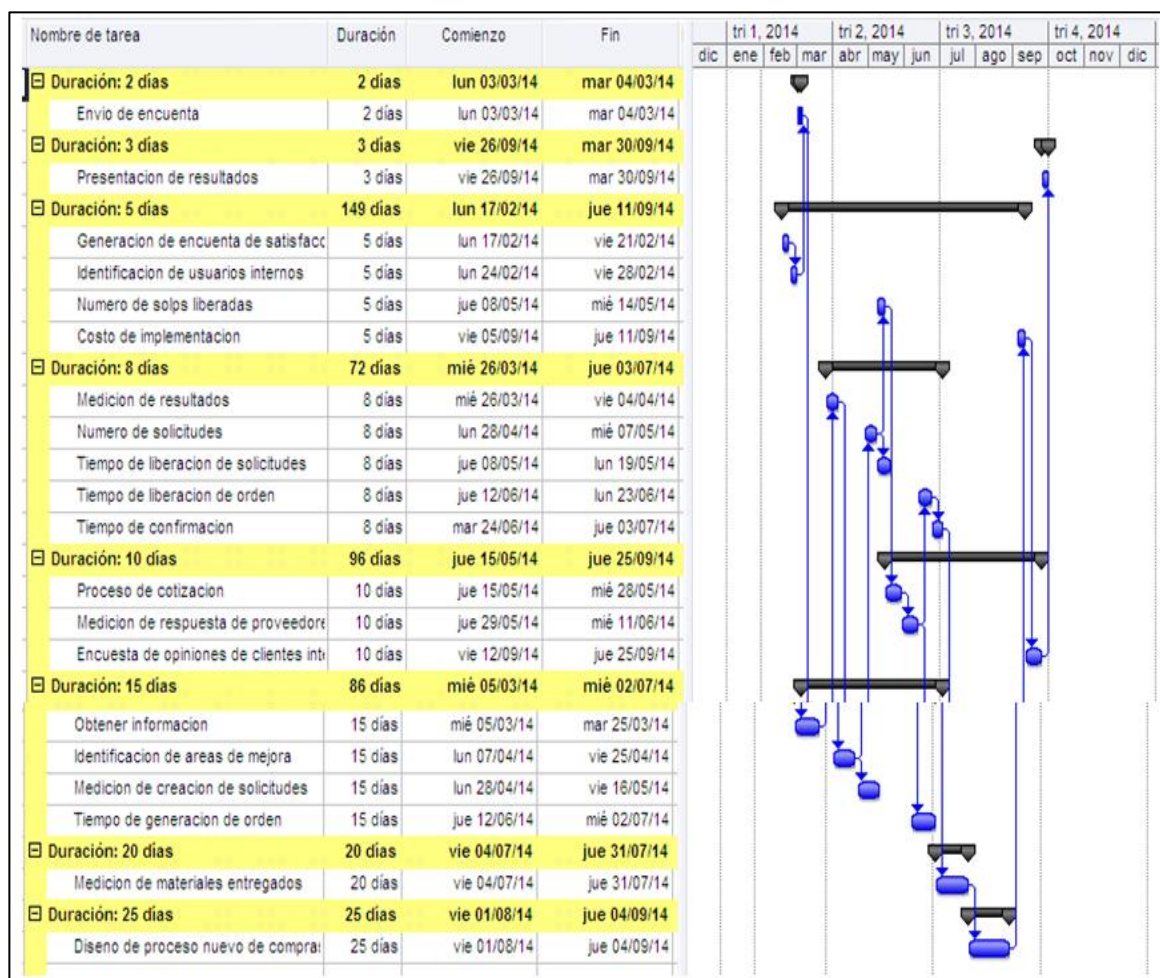 Nombre de tarea Duración Comienzo Fin tri 1, 2014 tri 2, 2014 tri 3, 2014 tri 4, 2014
dic ene feb mar abr may jun jul ago sep oct nov dic
Duración: 2 días 2 días lun 03/03/14 mar 04/03/14
Envio de encuenta 2 días lun 03/03/14 mar 04/03/14
Duración: 3 días 3 días vie 26/09/14 mar 30/09/14
Presentacion de resultados 3 días vie 26/09/14 mar 30/09/14
Duración: 5 días 149 días lun 17/02/14 jue 11/09/14
Generacion de encuenta de satisfacc 5 días lun 17/02/14 vie 21/02/14
Identificacion de usuarios internos 5 días lun 24/02/14 vie 28/02/14
Numero de solps liberadas 5 días jue 08/05/14 mié 14/05/14
Costo de implementacion 5 días vie 05/09/14 jue 11/09/14
Duración: 8 días 72 días mié 26/03/14 jue 03/07/14
Medicion de resultados 8 días mié 26/03/14 vie 04/04/14
Numero de solicitudes 8 días lun 28/04/14 mié 07/05/14
Tiempo de liberacion de solicitudes 8 días jue 08/05/14 lun 19/05/14
Tiempo de liberacion de orden 8 días jue 12/06/14 lun 23/06/14
Tiempo de confirmacion 8 días mar 24/06/14 jue 03/07/14
Duración: 10 días 96 días jue 15/05/14 jue 25/09/14
Proceso de cotizacion 10 días jue 15/05/14 mié 28/05/14
Medicion de respuesta de proveedore 10 días jue 29/05/14 mié 11/06/14
Encuesta de opiniones de clientes int 10 días vie 12/09/14 jue 25/09/14
Duración: 15 días 86 días mié 05/03/14 mié 02/07/14
Obtener informacion 15 días mié 05/03/14 mar 25/03/14
Identificacion de areas de mejora 15 días lun 07/04/14 vie 25/04/14
Medicion de creacion de solicitudes 15 días lun 28/04/14 vie 16/05/14
Tiempo de generacion de orden 15 días jue 12/06/14 mié 02/07/14
Duración: 20 días 20 días vie 04/07/14 jue 31/07/14
Medicion de materiales entregados 20 días vie 04/07/14 jue 31/07/14
Duración: 25 días 25 días vie 01/08/14 jue 04/09/14
Diseno de proceso nuevo de compra 25 días vie 01/08/14 jue 04/09/14